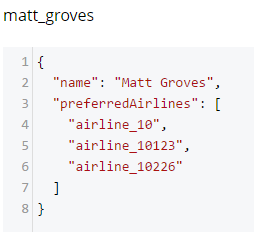 matt_groves
1 {
2   "name": "Matt Groves",
3   "preferredAirlines": [
4     "airline_10",
5     "airline_10123",
6     "airline_10226"
7   ]
8 }